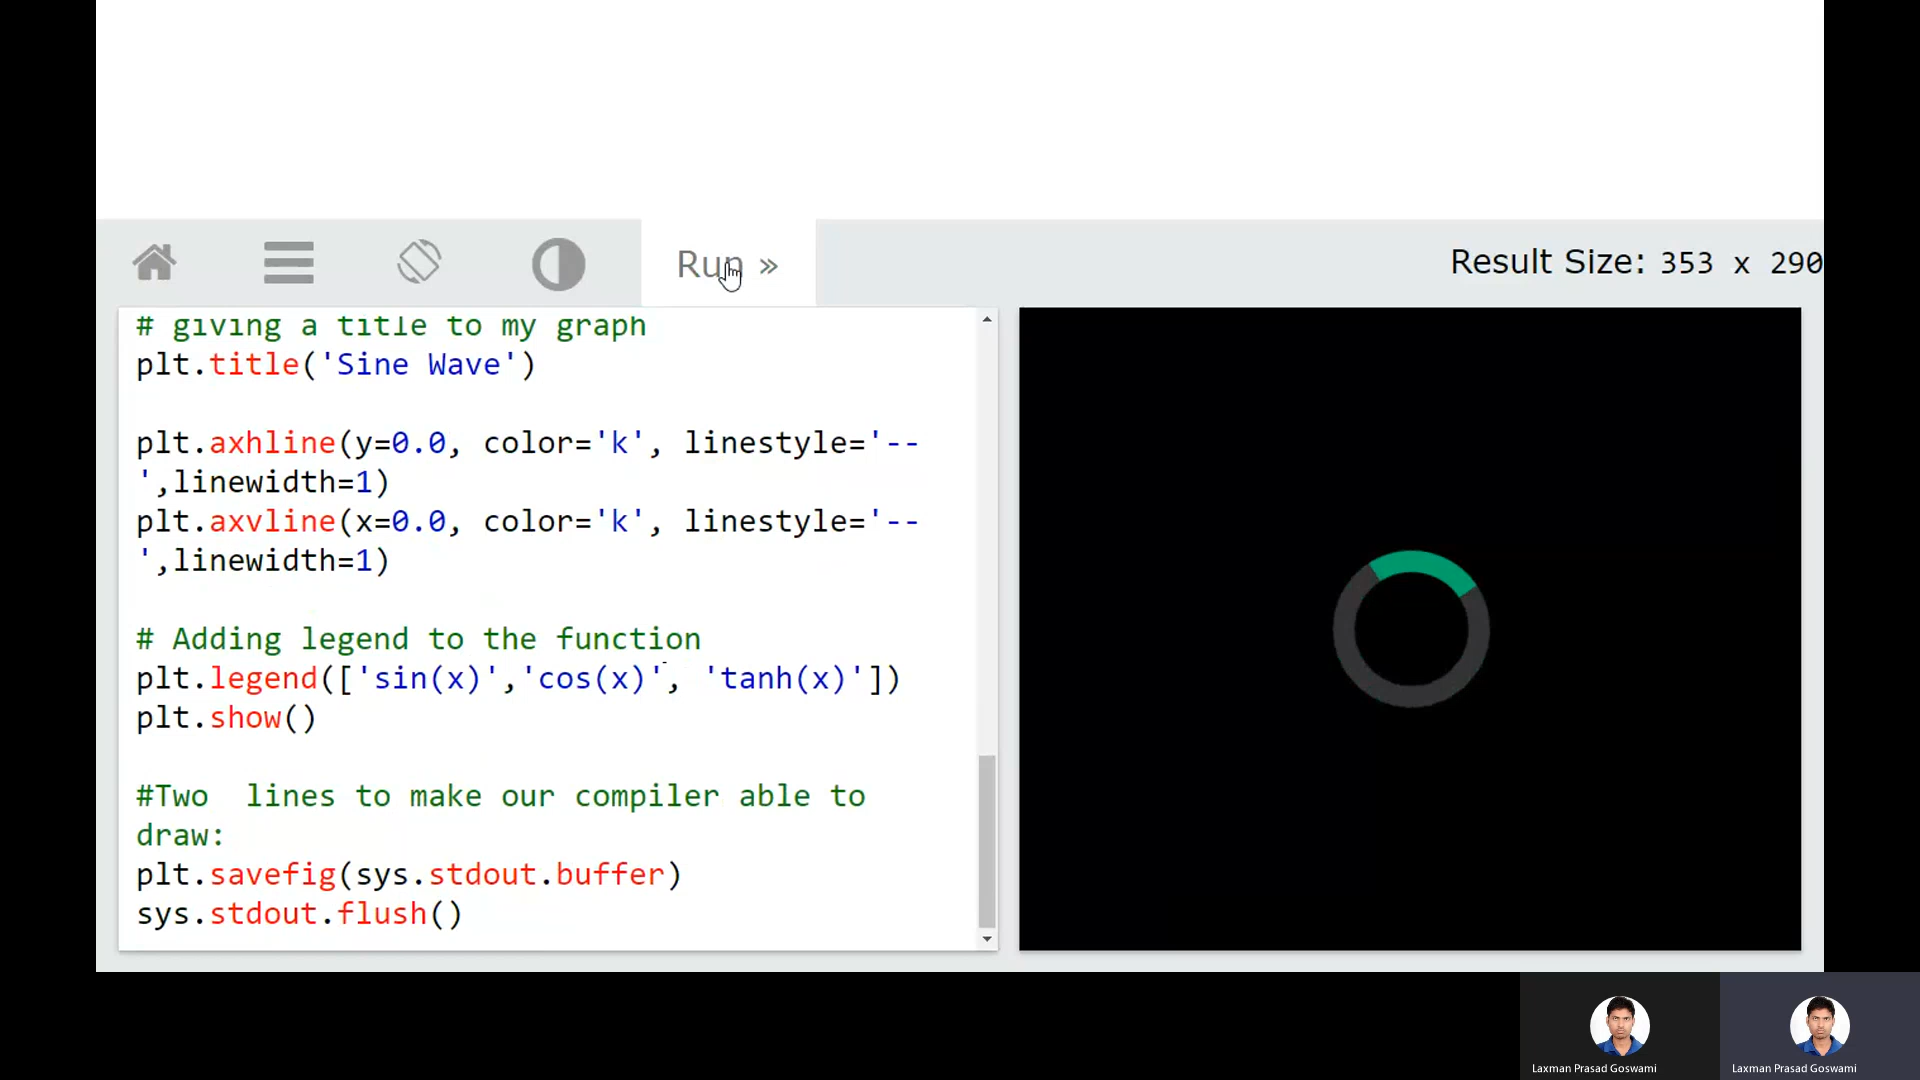 Run »
Result Size: 353 x 290
# giving a title to my graph
plt.title('Sine Wave')
plt.axhline(y=0.0, color='k', linestyle='--
',linewidth=1)
plt.axvline(x=0.0, color='k', linestyle='--
',linewidth=1)
# Adding legend to the function
plt.legend(['sin(x)','cos(x)', 'tanh(x)'])
plt.show()
#Two  lines to make our compiler able to
draw:
plt.savefig(sys.stdout.buffer)
sys.stdout.flush()
Laxman Prasad Goswami
Laxman Prasad Goswami